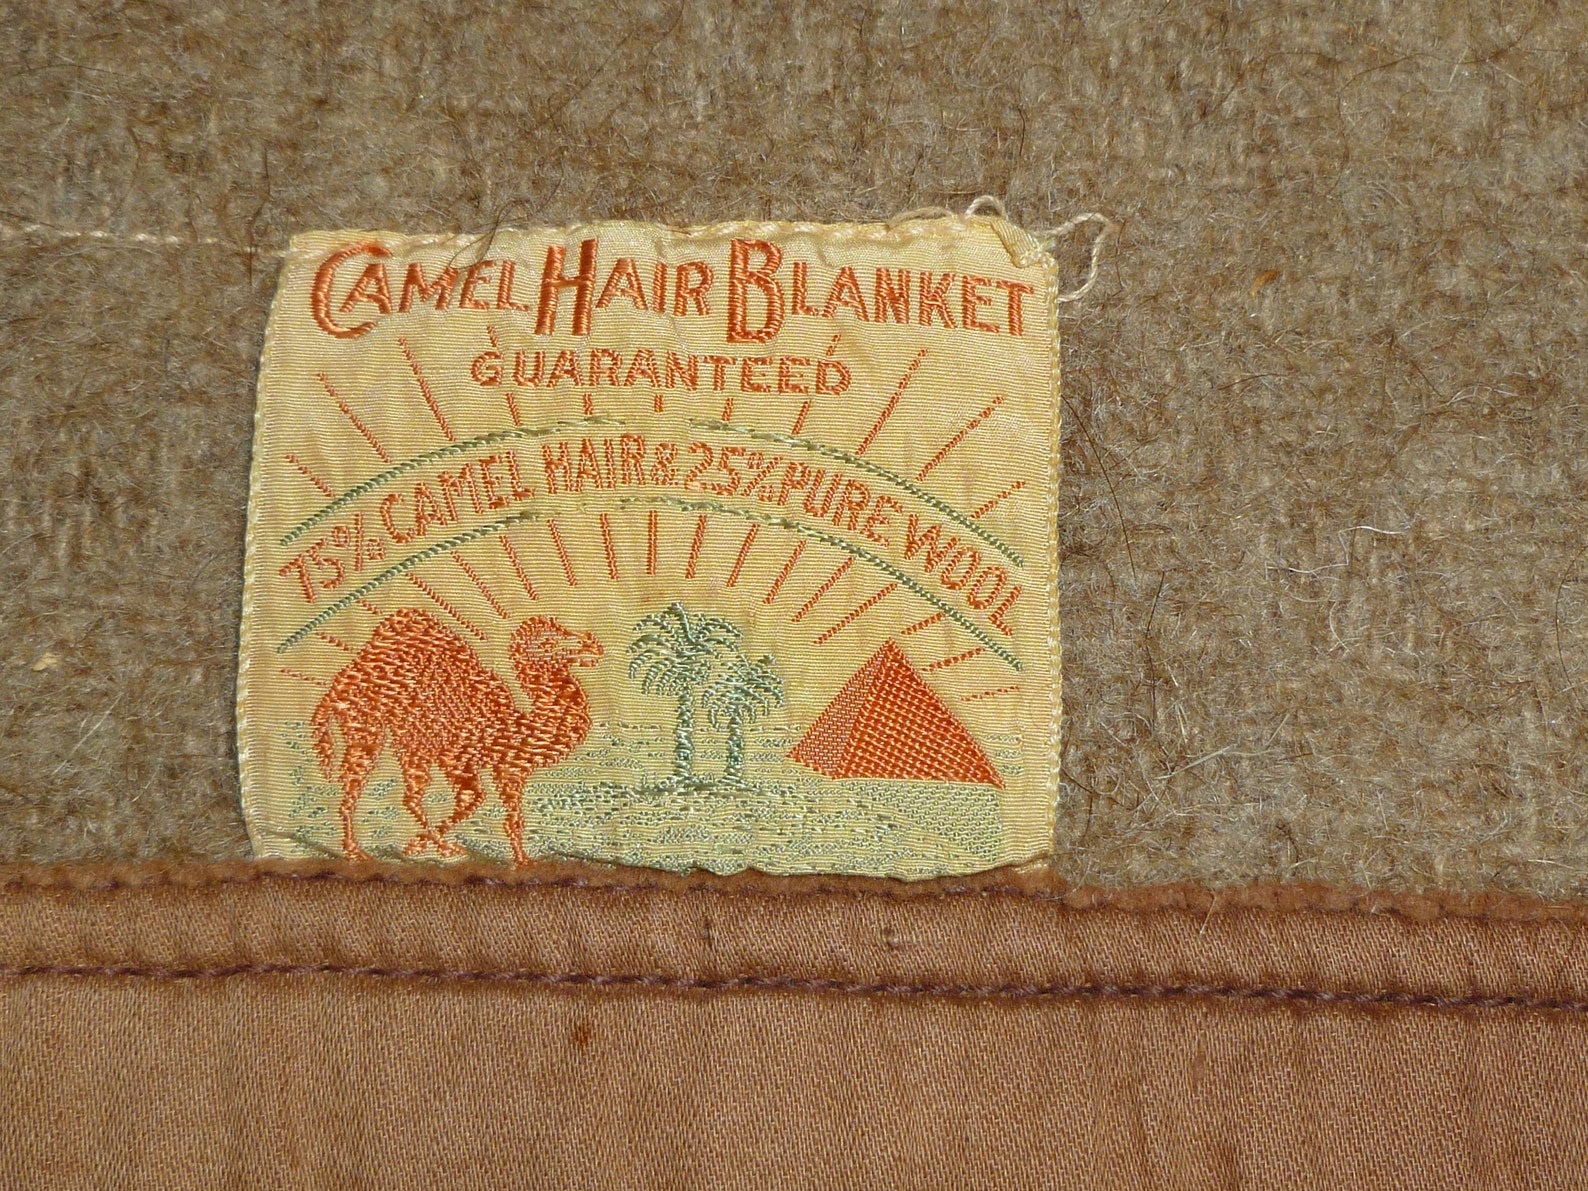 CAMEL HAIR BLANKET
GUARANTEED
75% CAMEL HAIR & 25% PURE WOOL